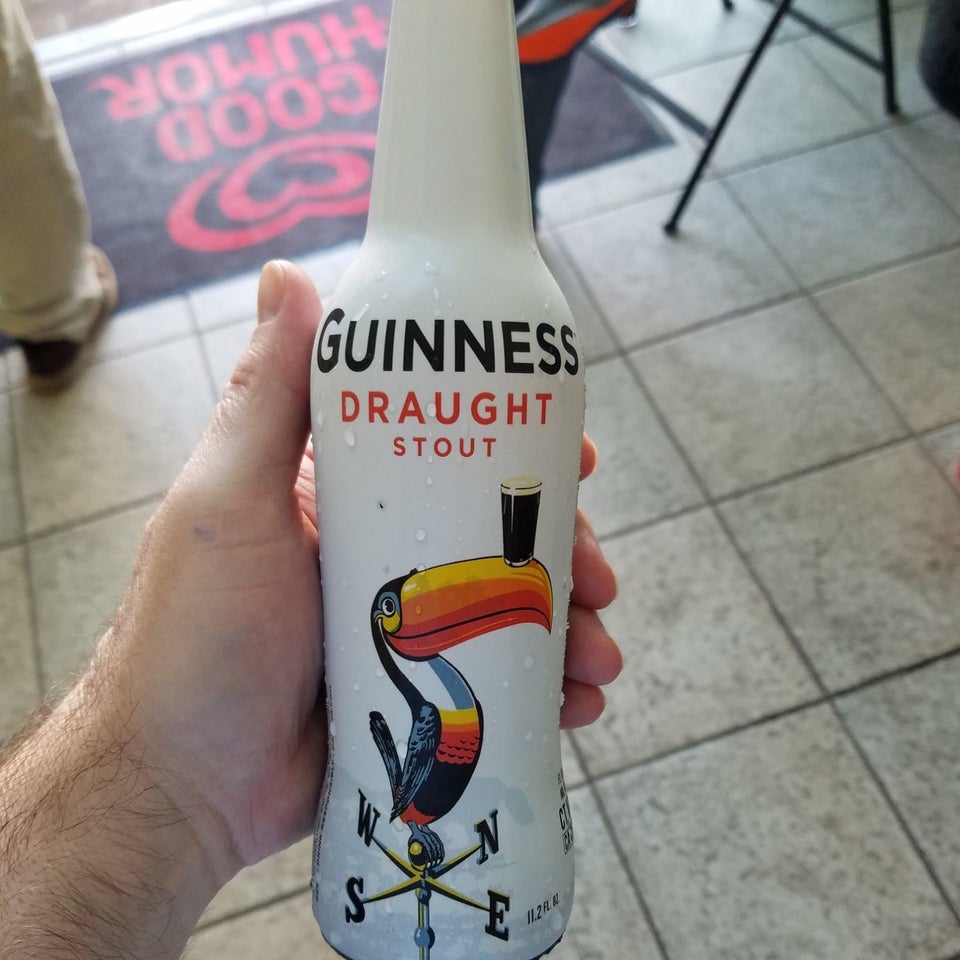 GOOD
HUMOR
GUINNESS
DRAUGHT
STOUT
W N
S E
11.2 FL. OZ.